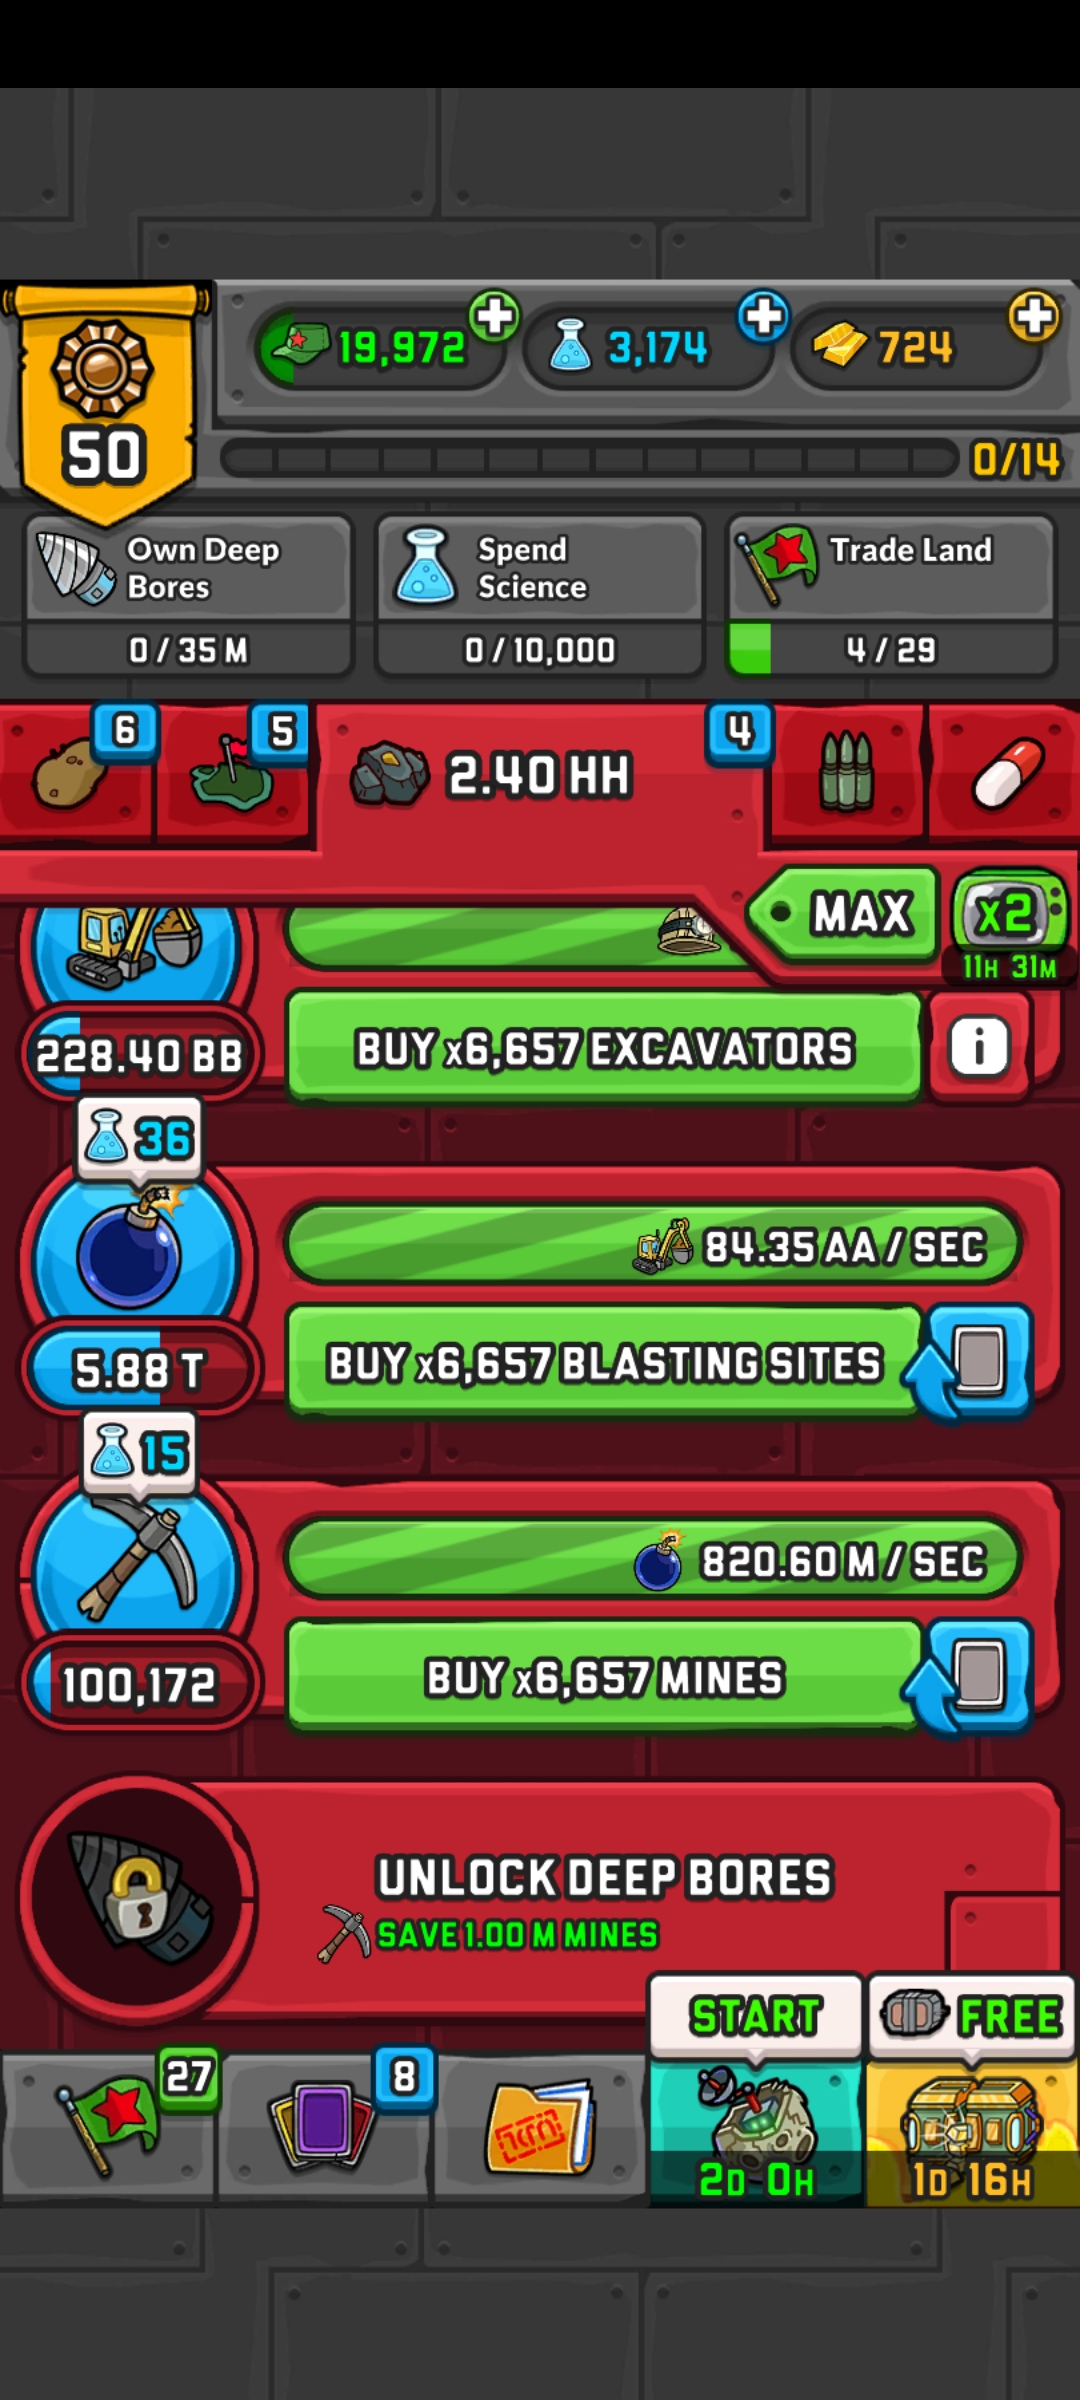 19,972
3,174
724
50
0/14
Own Deep
Bores
0 / 35 M
Spend
Science
0 / 10,000
Trade Land
4 / 29
6
5
2.40 HH
4
MAX
x2
11H 31M
228.40 BB
BUY x6,657 EXCAVATORS
i
36
84.35 AA / SEC
5.88 T
BUY x6,657 BLASTING SITES
15
820.60 M / SEC
100,172
BUY x6,657 MINES
UNLOCK DEEP BORES
SAVE 1.00 M MINES
START
FREE
27
8
2D 0H
1D 16H